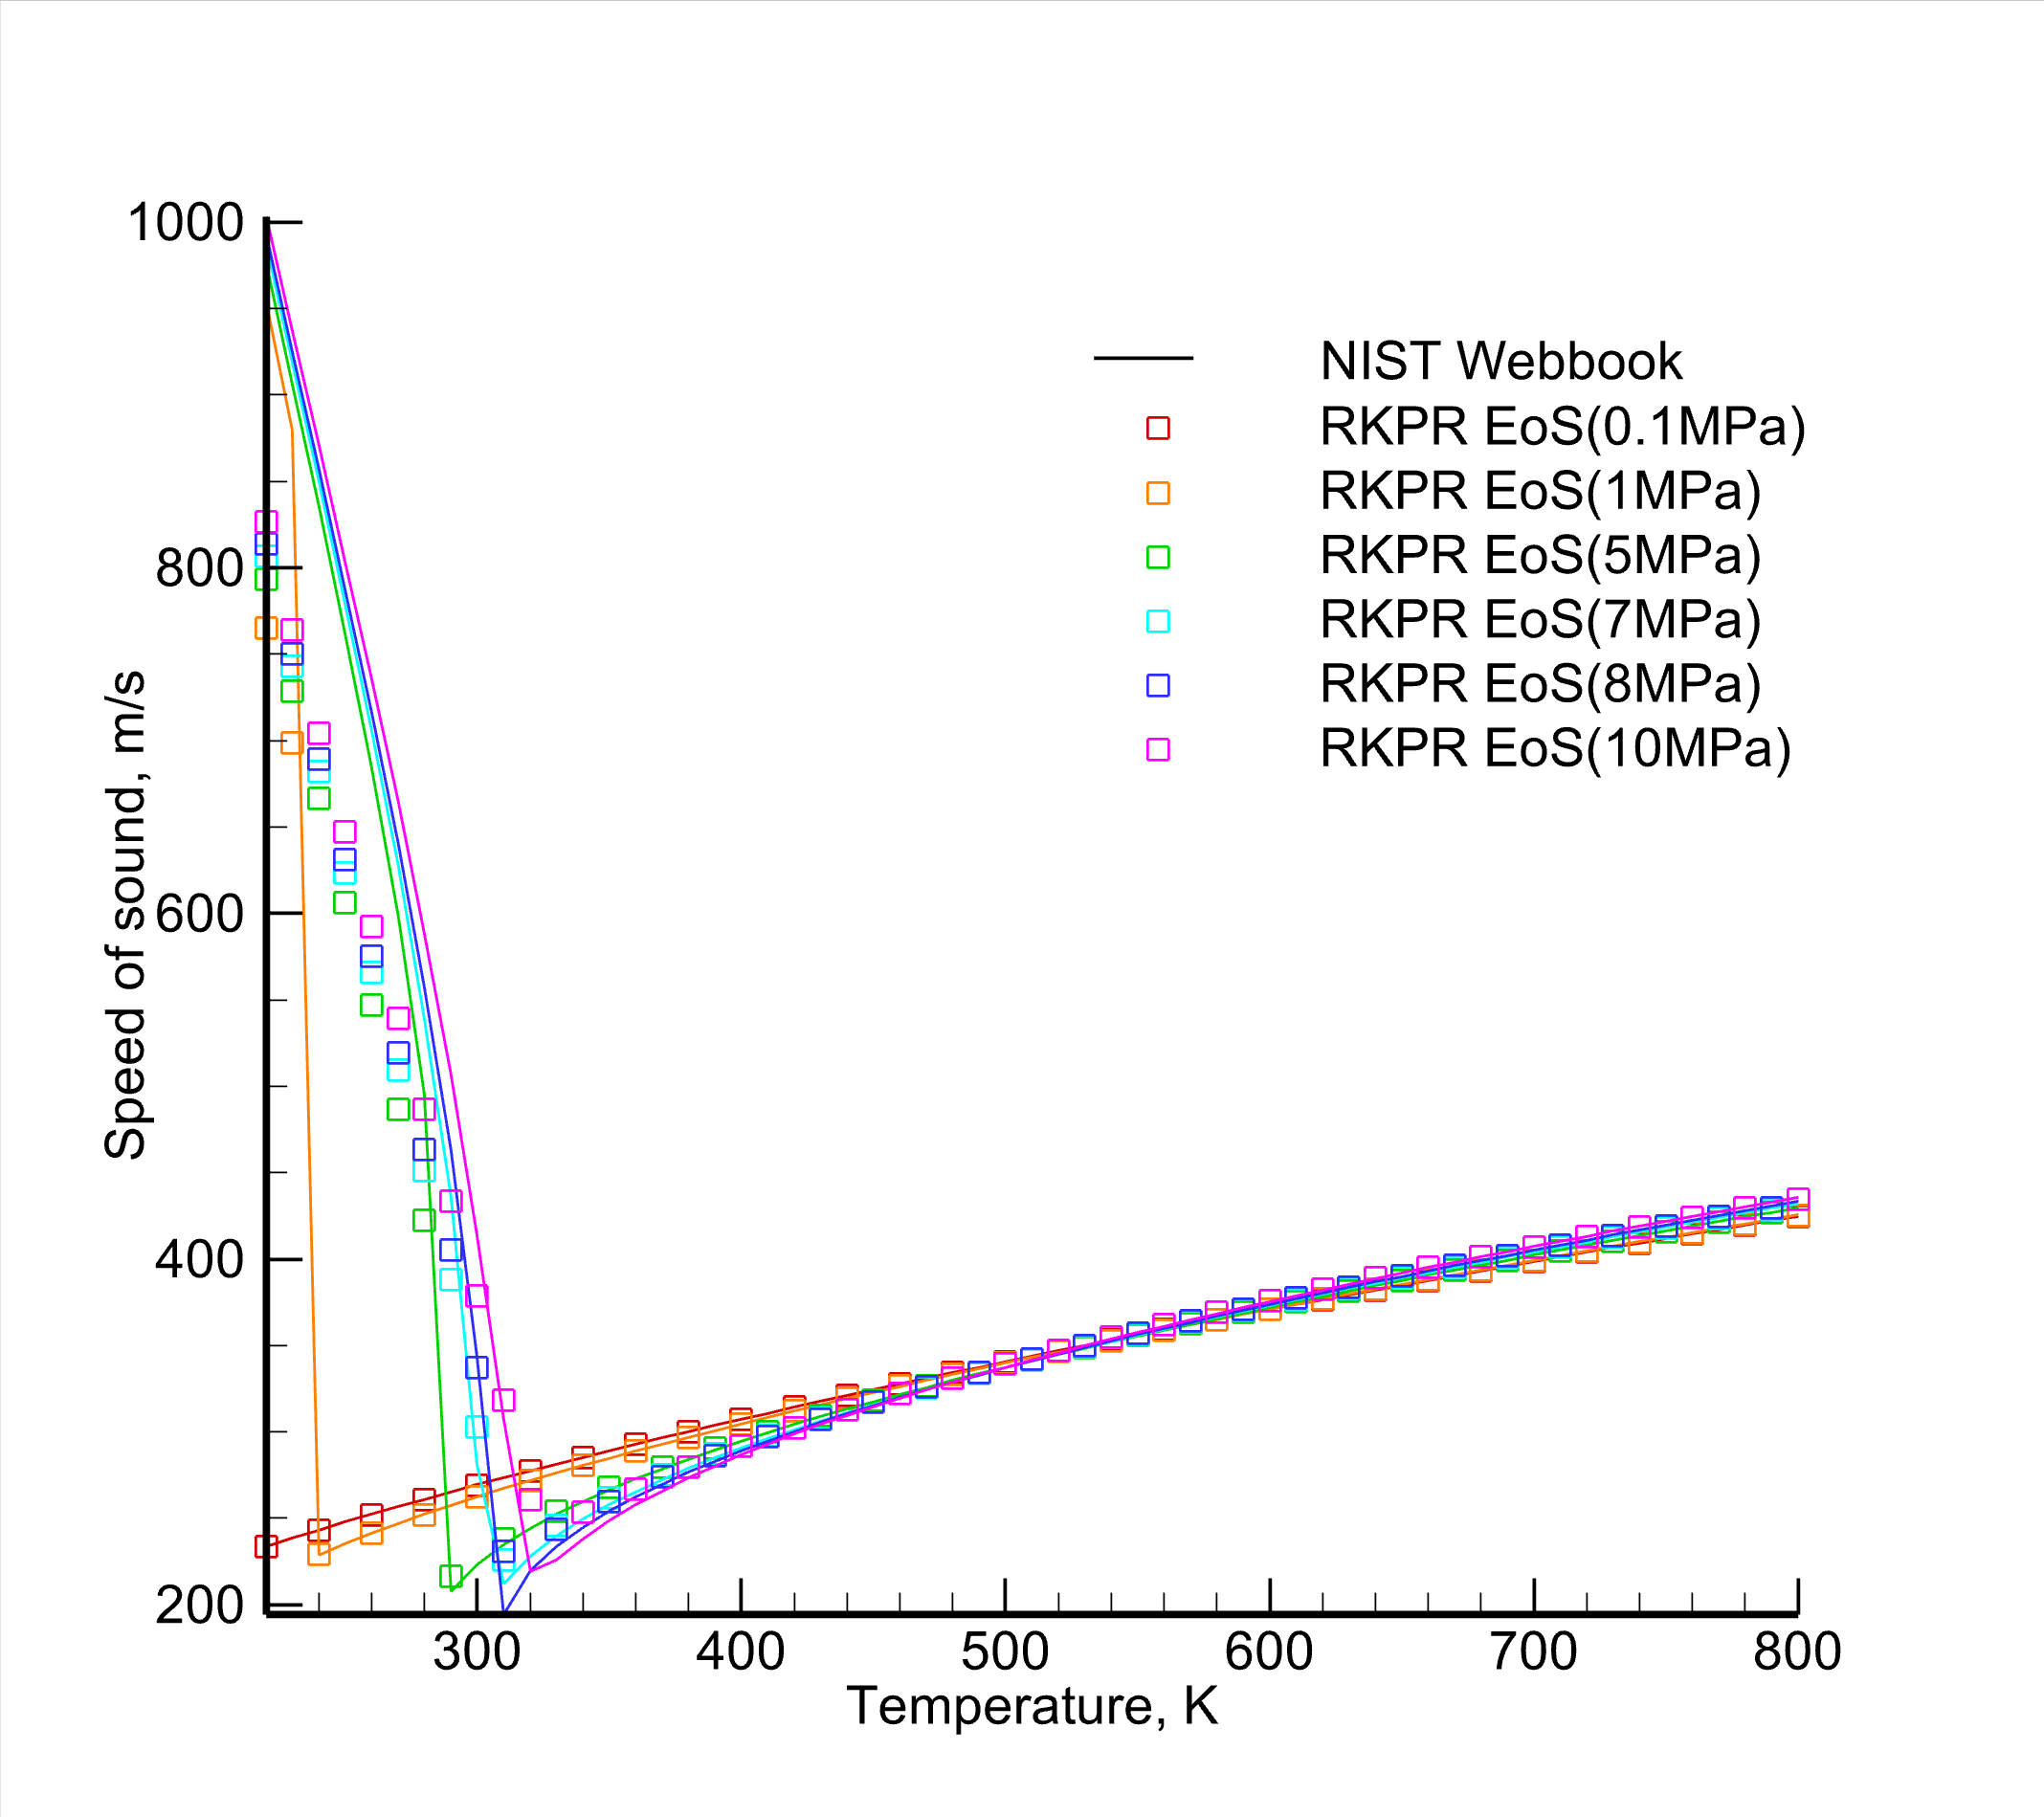 1000
800
600
400
200
Speed of sound, m/s
NIST Webbook
RKPR EoS(0.1MPa)
RKPR EoS(1MPa)
RKPR EoS(5MPa)
RKPR EoS(7MPa)
RKPR EoS(8MPa)
RKPR EoS(10MPa)
300 400 500 600 700 800
Temperature, K